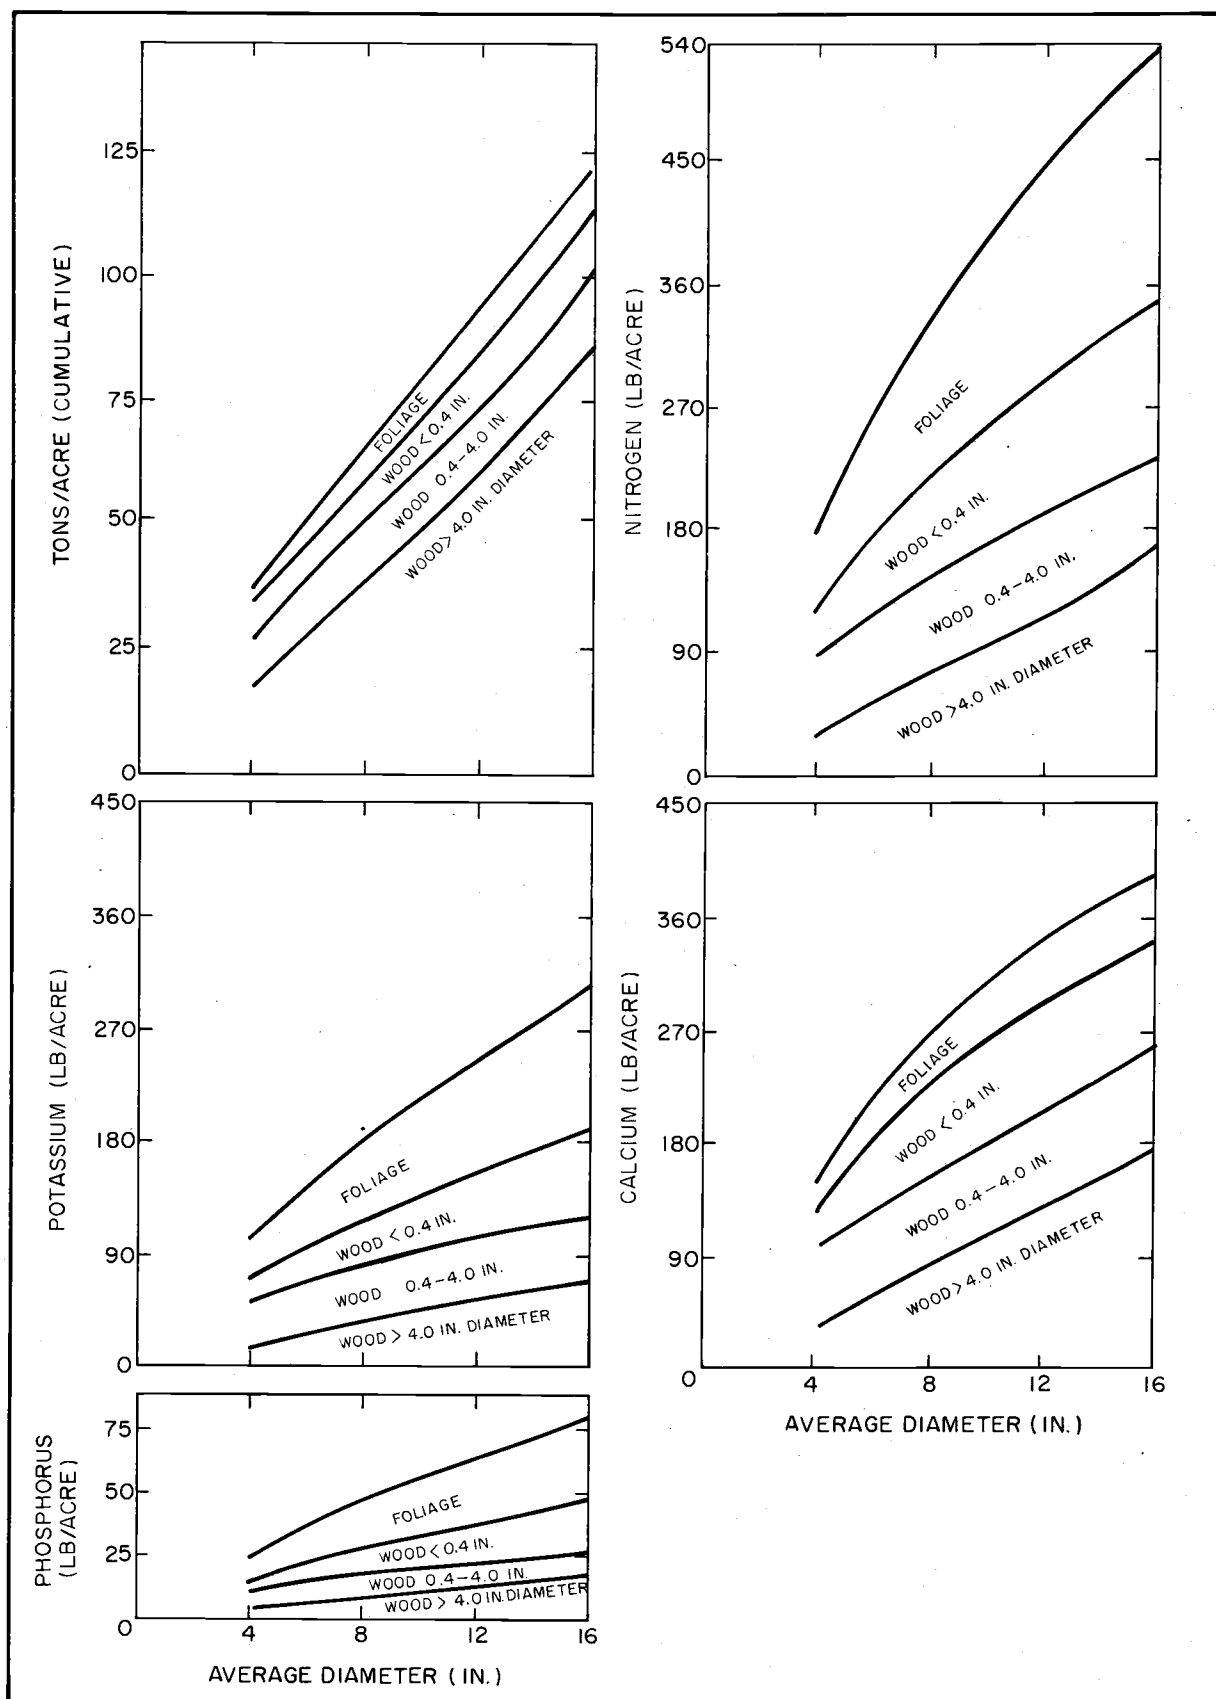 TONS/ACRE (CUMULATIVE)
125
100
75
50
25
0
FOLIAGE
WOOD < 0.4 IN.
WOOD 0.4-4.0 IN.
WOOD > 4.0 IN. DIAMETER
NITROGEN (LB/ACRE)
540
450
360
270
180
90
0
FOLIAGE
WOOD < 0.4 IN.
WOOD 0.4-4.0 IN.
WOOD > 4.0 IN. DIAMETER
POTASSIUM (LB/ACRE)
450
360
270
180
90
0
FOLIAGE
WOOD < 0.4 IN.
WOOD 0.4-4.0 IN.
WOOD > 4.0 IN. DIAMETER
CALCIUM (LB/ACRE)
450
360
270
180
90
0
FOLIAGE
WOOD < 0.4 IN.
WOOD 0.4-4.0 IN.
WOOD > 4.0 IN. DIAMETER
4 8 12 16
AVERAGE DIAMETER (IN.)
PHOSPHORUS
(LB/ACRE)
75
50
25
0
FOLIAGE
WOOD < 0.4 IN.
WOOD 0.4-4.0 IN.
WOOD > 4.0 IN. DIAMETER
4 8 12 16
AVERAGE DIAMETER (IN.)